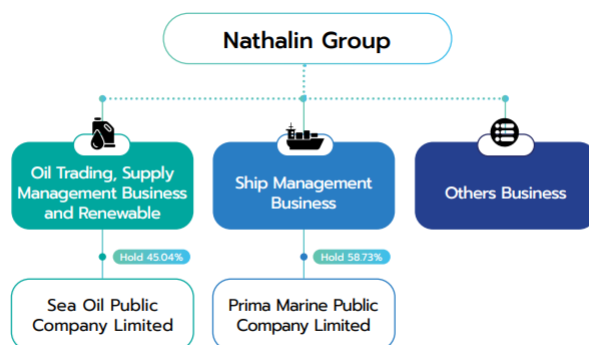 Nathalin Group
Oil Trading, Supply
Management Business
and Renewable
Ship Management
Business
Others Business
Hold 45.04%
Hold 58.73%
Sea Oil Public
Company Limited
Prima Marine Public
Company Limited